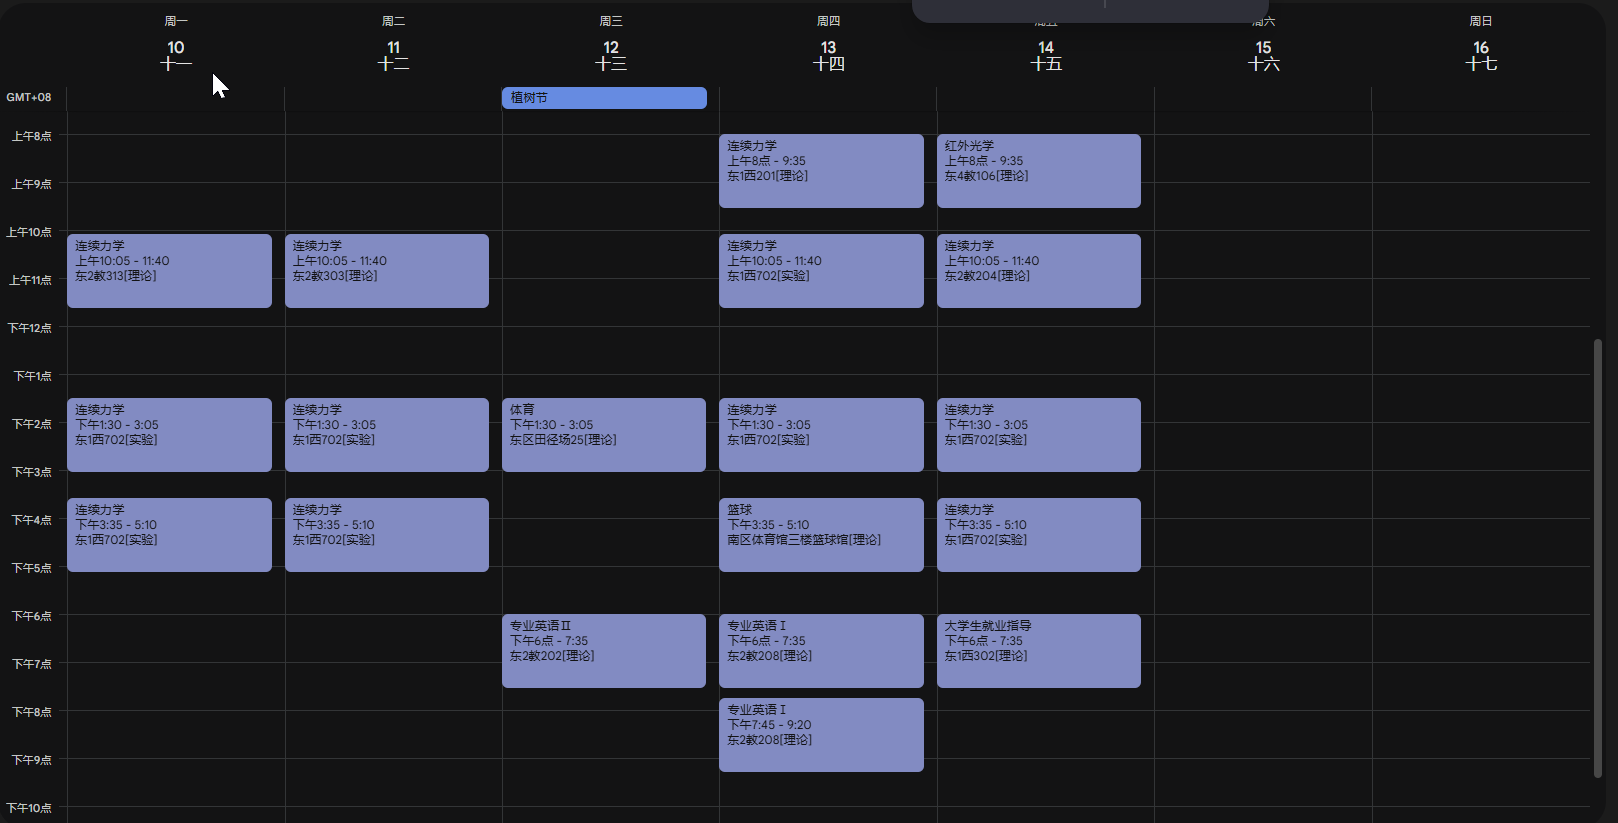 周一
周二
周三
周四
周五
周六
周日
10
11
12
13
14
15
16
十一
十二
十三
十四
十五
十六
十七
GMT+08
植树节
上午8点
上午9点
上午10点
上午11点
下午12点
下午1点
下午2点
下午3点
下午4点
下午5点
下午6点
下午7点
下午8点
下午9点
下午10点
连续力学
上午10:05 - 11:40
东2教313[理论]
连续力学
下午1:30 - 3:05
东1西702[实验]
连续力学
下午3:35 - 5:10
东1西702[实验]
连续力学
上午10:05 - 11:40
东2教303[理论]
连续力学
下午1:30 - 3:05
东1西702[实验]
连续力学
下午3:35 - 5:10
东1西702[实验]
体育
下午1:30 - 3:05
东区田径场25[理论]
专业英语Ⅱ
下午6点 - 7:35
东2教202[理论]
连续力学
上午8点 - 9:35
东1西201[理论]
连续力学
上午10:05 - 11:40
东1西702[实验]
连续力学
下午1:30 - 3:05
东1西702[实验]
篮球
下午3:35 - 5:10
南区体育馆三楼篮球馆[理论]
专业英语Ⅰ
下午6点 - 7:35
东2教208[理论]
专业英语Ⅰ
下午7:45 - 9:20
东2教208[理论]
红外光学
上午8点 - 9:35
东4教106[理论]
连续力学
上午10:05 - 11:40
东2教204[理论]
连续力学
下午1:30 - 3:05
东1西702[实验]
连续力学
下午3:35 - 5:10
东1西702[实验]
大学生就业指导
下午6点 - 7:35
东1西302[理论]